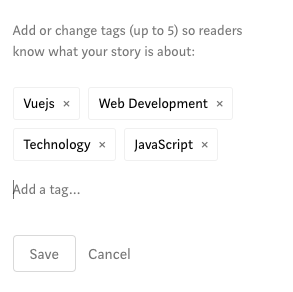 Add or change tags (up to 5) so readers
know what your story is about:
Vuejs × Web Development ×
Technology × JavaScript ×
Add a tag...
Save Cancel